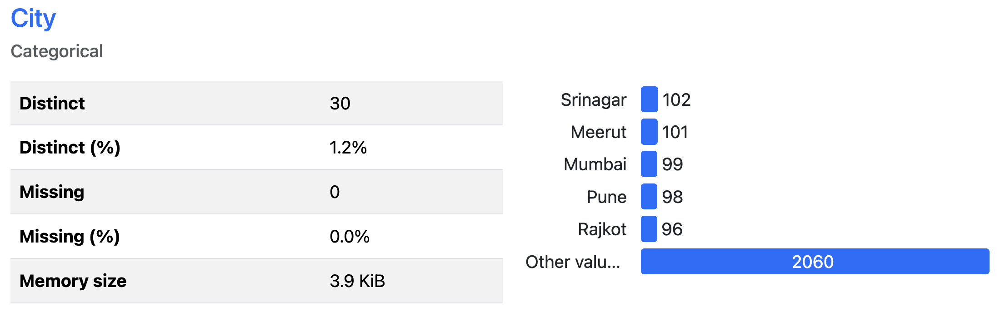 City
Categorical
Distinct 30
Distinct (%) 1.2%
Missing 0
Missing (%) 0.0%
Memory size 3.9 KiB
Srinagar 102
Meerut 101
Mumbai 99
Pune 98
Rajkot 96
Other valu... 2060